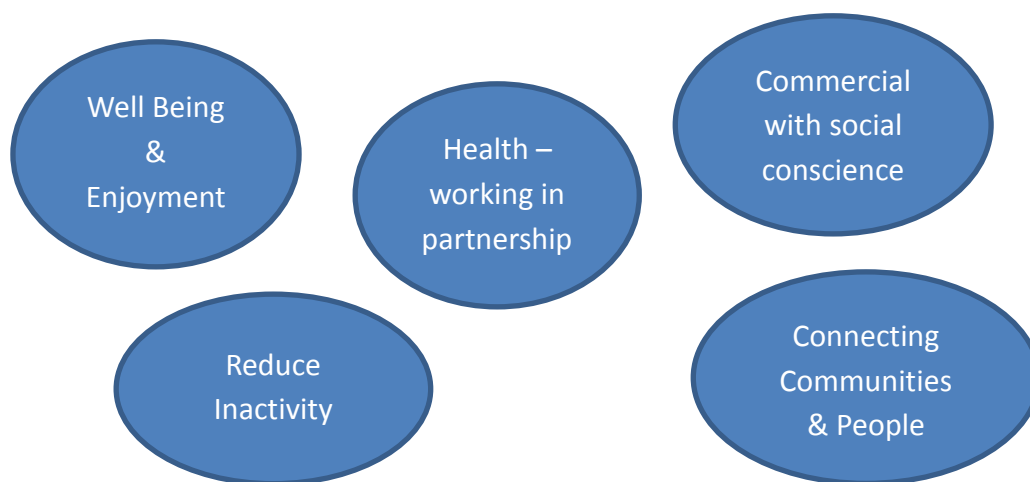 Well Being
&
Enjoyment
Health –
working in
partnership
Commercial
with social
conscience
Reduce
Inactivity
Connecting
Communities
& People